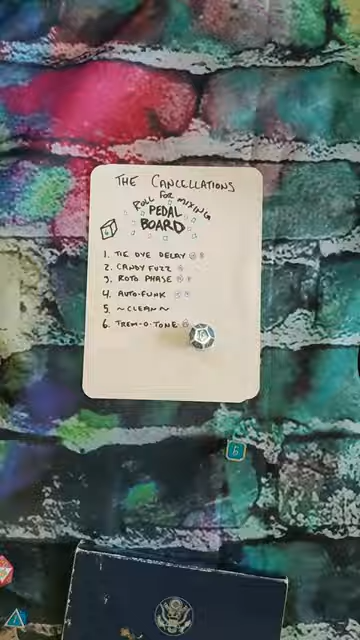 THE CANCELLATIONS
ROLL FOR MIXING
PEDAL
BOARD
1. TIE DYE DELAY
2. CANDY FUZZ
3. ROTO PHASE
4. AUTO-FUNK
5. ~CLEAN~
6. TREM-O-TONE